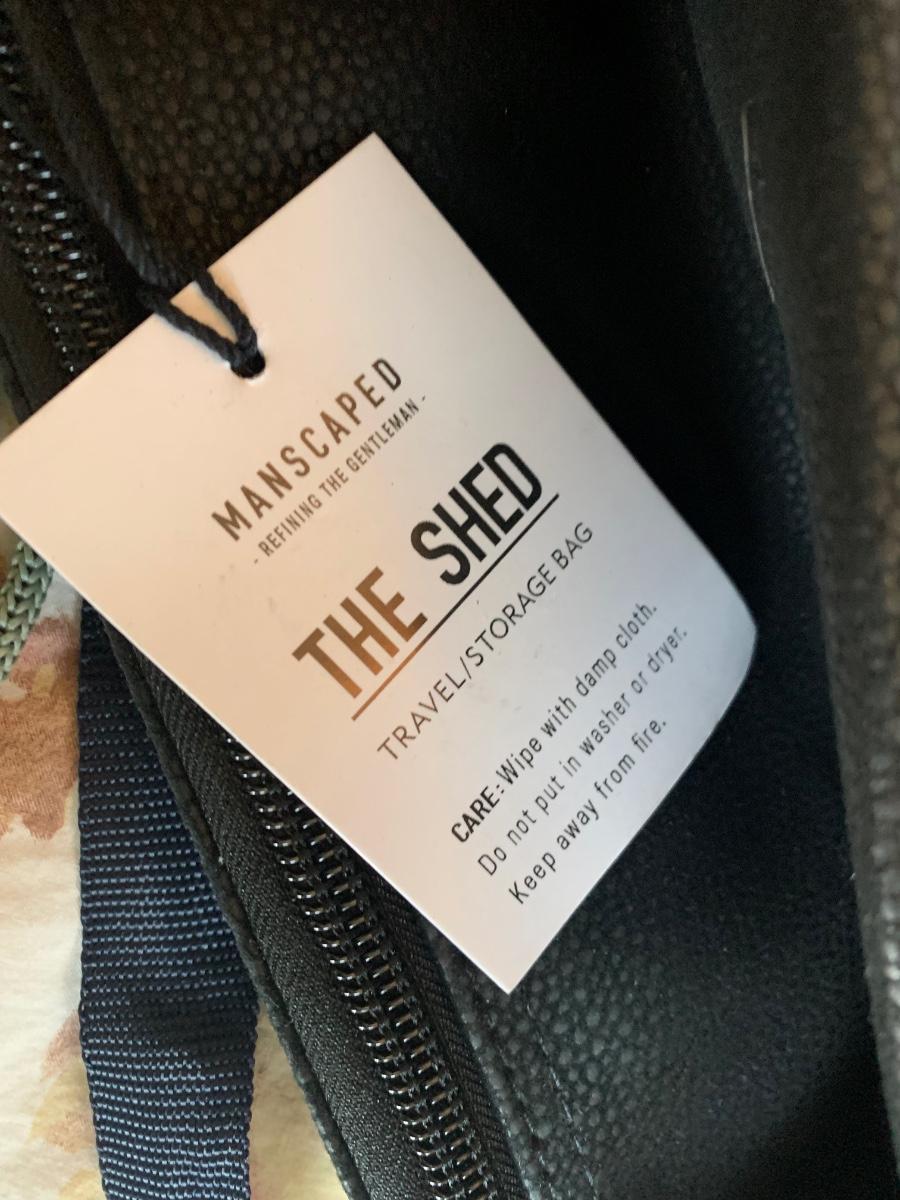 MANSCAPED
- REFINING THE GENTLEMAN -
THE SHED
TRAVEL/STORAGE BAG
CARE: Wipe with damp cloth.
Do not put in washer or dryer.
Keep away from fire.